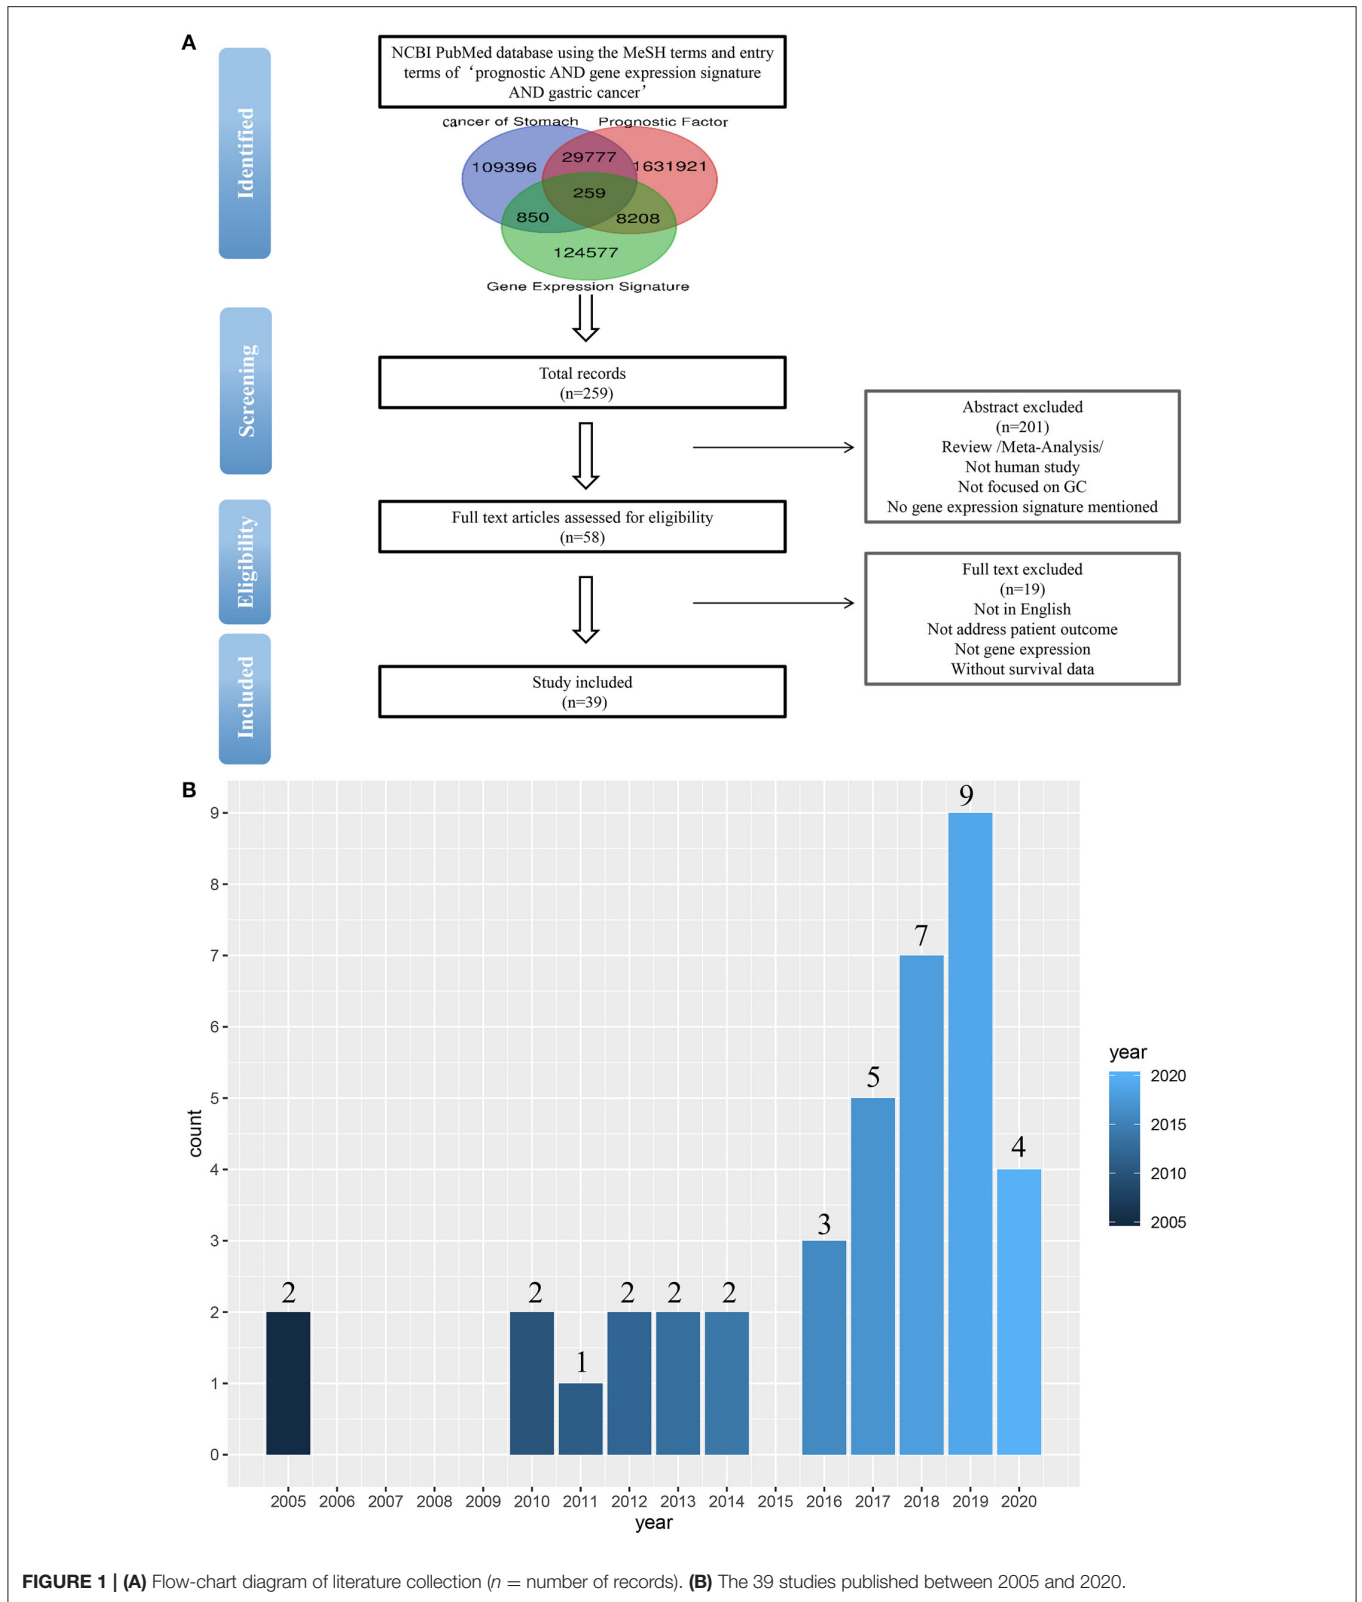 A
Identified
NCBI PubMed database using the MeSH terms and entry
terms of ‘prognostic AND gene expression signature
AND gastric cancer’
cancer of Stomach
Prognostic Factor
109396
29777
1631921
259
850
8208
124577
Gene Expression Signature
Screening
Total records
(n=259)
Abstract excluded
(n=201)
Review /Meta-Analysis/
Not human study
Not focused on GC
No gene expression signature mentioned
Eligibility
Full text articles assessed for eligibility
(n=58)
Full text excluded
(n=19)
Not in English
Not address patient outcome
Not gene expression
Without survival data
Included
Study included
(n=39)
B
count
9
8
7
6
5
4
3
2
1
0
2
2
1
2
2
2
3
5
7
9
4
2005 2006 2007 2008 2009 2010 2011 2012 2013 2014 2015 2016 2017 2018 2019 2020
year
year
2020
2015
2010
2005
FIGURE 1 | (A) Flow-chart diagram of literature collection (n = number of records). (B) The 39 studies published between 2005 and 2020.